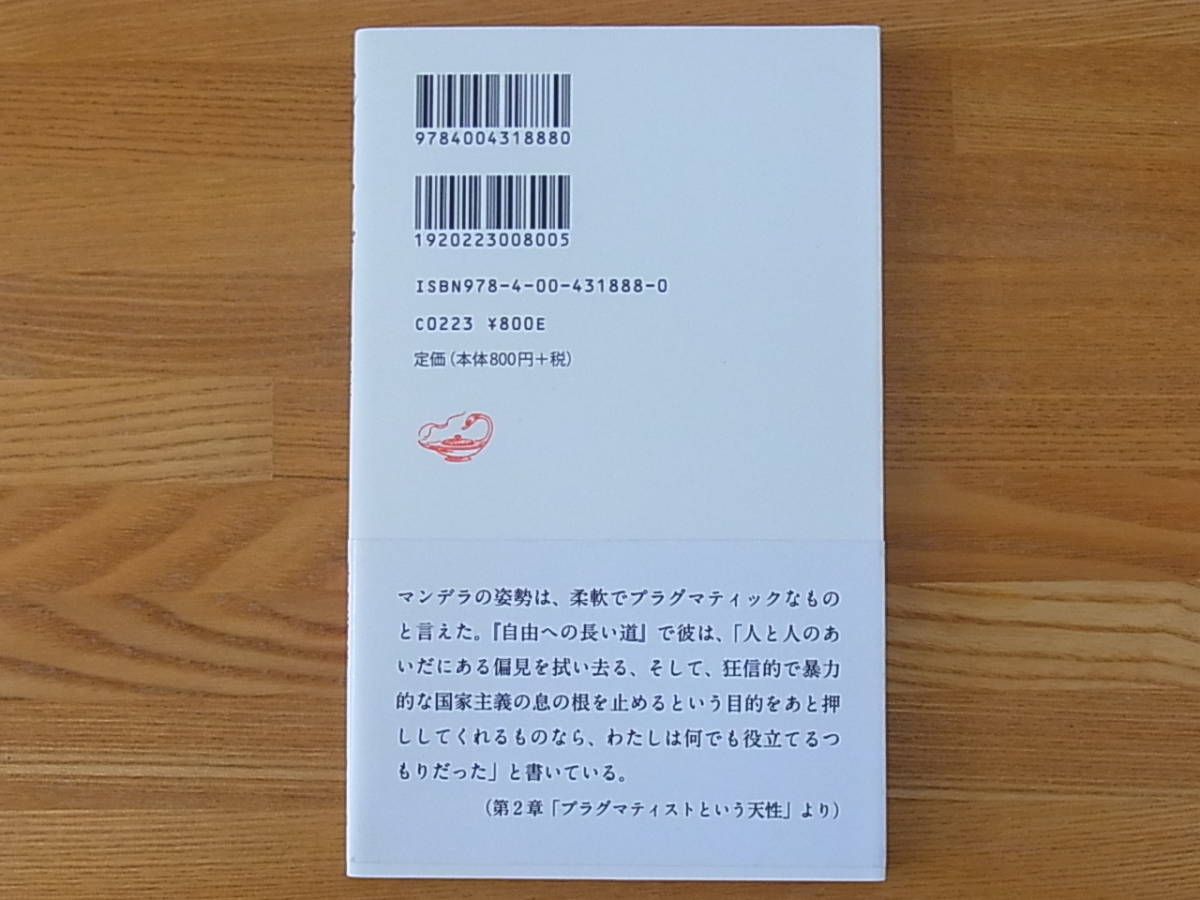 9784004318880
1920223008005
ISBN978-4-00-431888-0
C0223 ¥800E
定価(本体800円+税)
マンデラの姿勢は、柔軟でプラグマティックなもの
と言えた。『自由への長い道』で彼は、「人と人のあ
いだにある偏見を拭い去る、そして、狂信的で暴力
的な国家主義の息の根を止めるという目的をあと押
ししてくれるものなら、わたしは何でも役立てるつ
もりだった」と書いている。
(第2章「プラグマティストという天性」より)